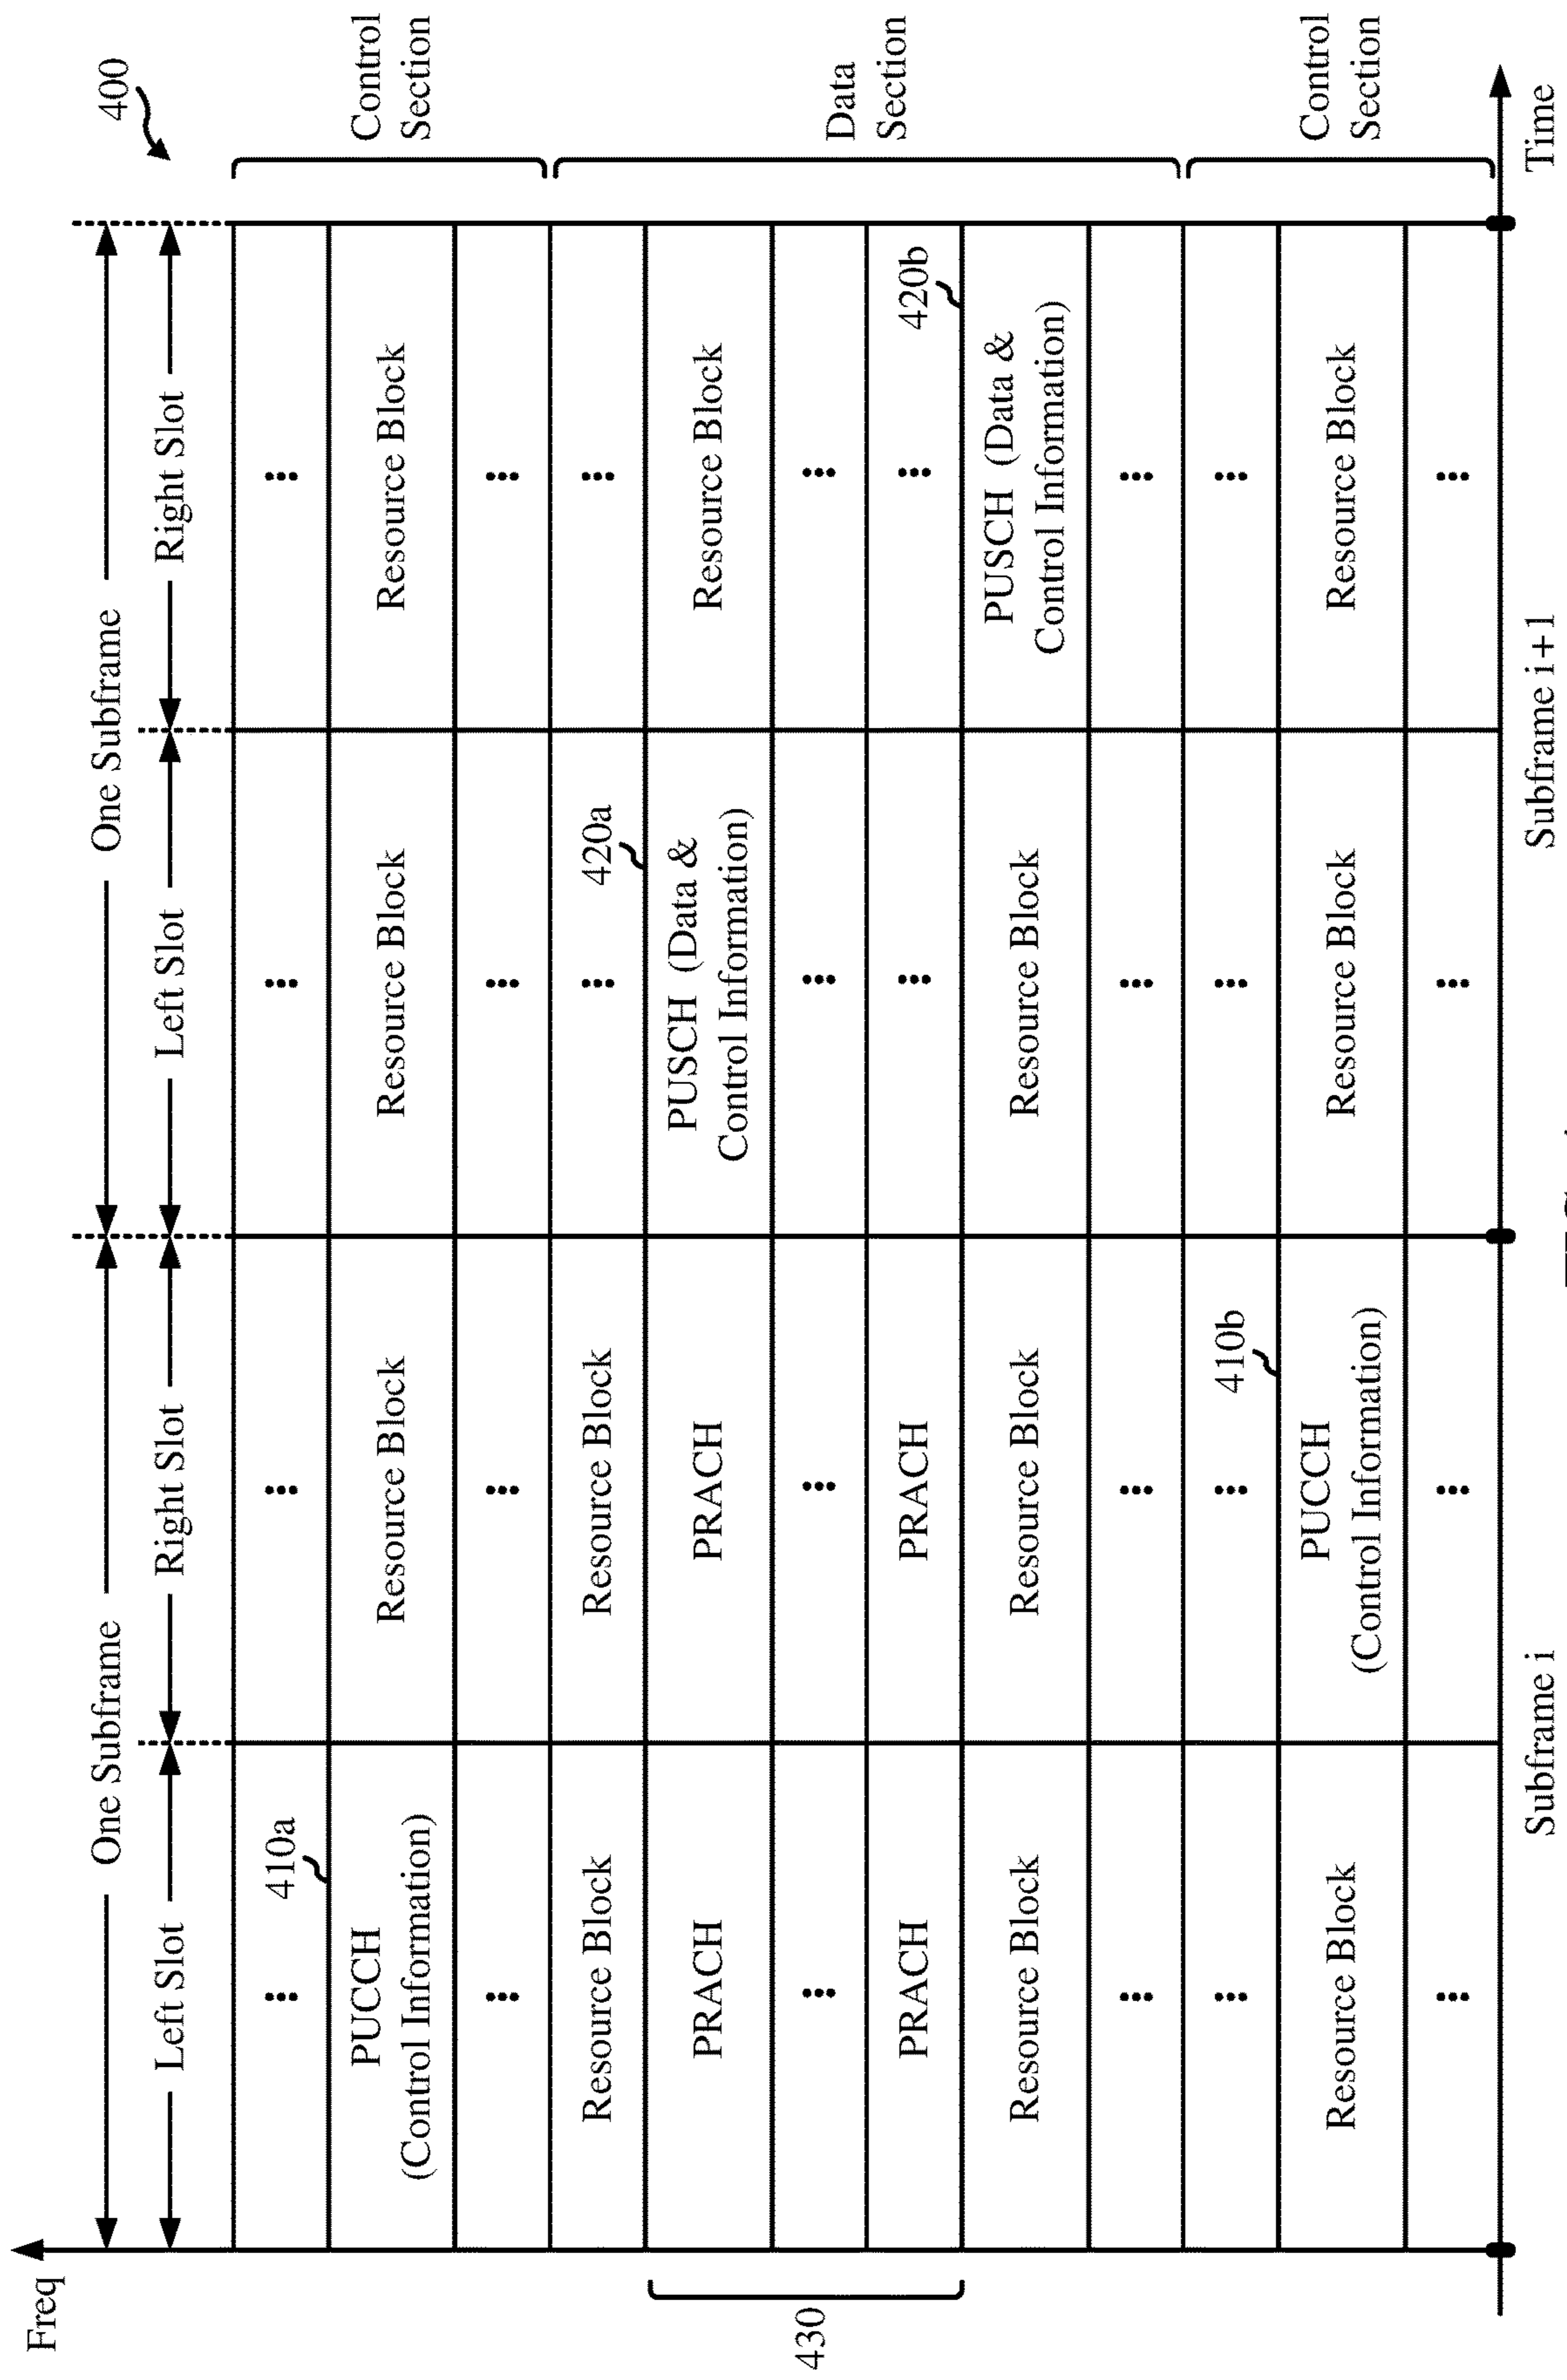 400
One Subframe
One Subframe
Left Slot
Right Slot
Left Slot
Right Slot
Freq
410a
PUCCH
(Control Information)
Resource Block
Resource Block
Resource Block
Control
Section
Resource Block
Resource Block
420a
PRACH
PRACH
PUSCH (Data &
Control Information)
Resource Block
430
Data
Section
PRACH
PRACH
420b
Resource Block
Resource Block
Resource Block
PUSCH (Data &
Control Information)
410b
Resource Block
PUCCH
(Control Information)
Resource Block
Resource Block
Control
Section
Subframe i
Subframe i+1
Time